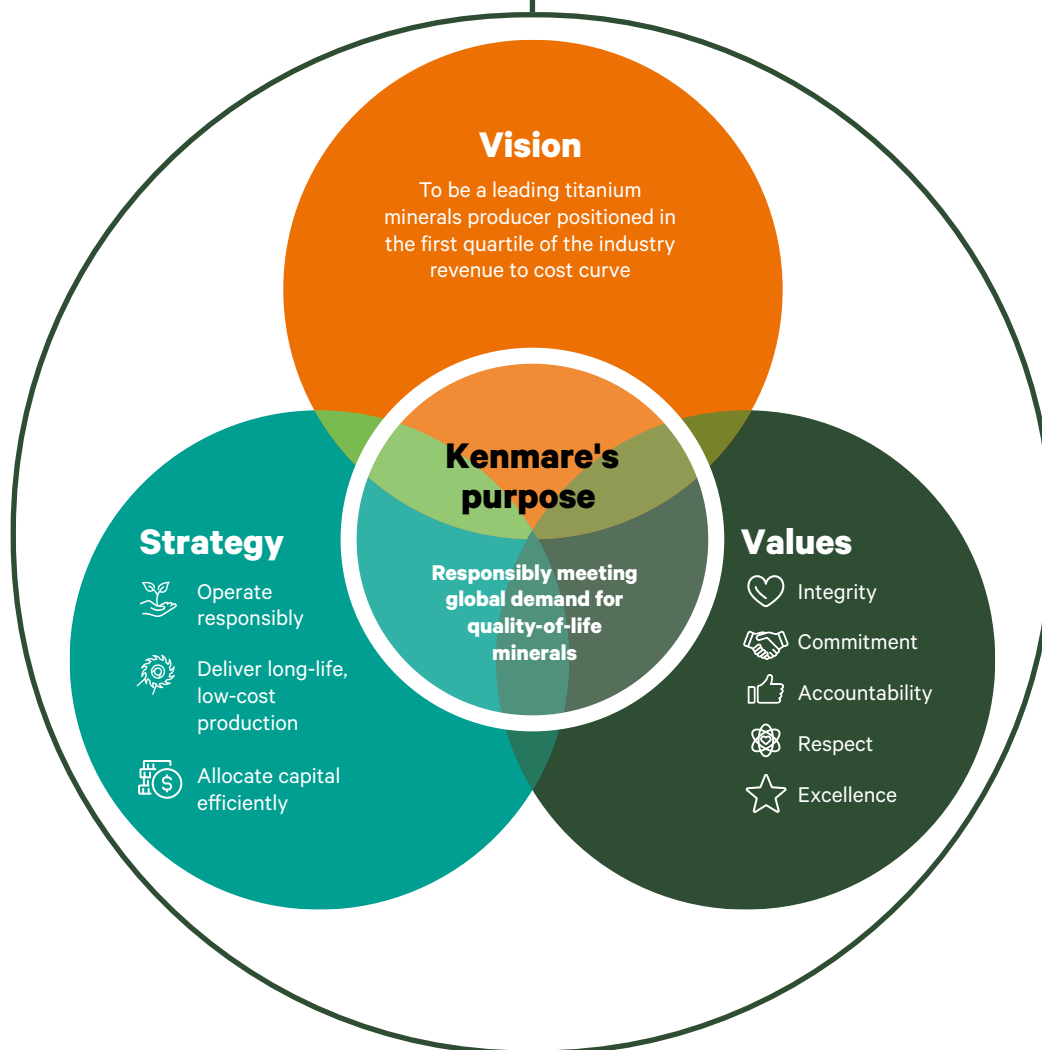 Vision
To be a leading titanium
minerals producer positioned in
the first quartile of the industry
revenue to cost curve
Kenmare's
purpose
Responsibly meeting
global demand for
quality-of-life
minerals
Strategy
Operate
responsibly
Deliver long-life,
low-cost
production
$
Allocate capital
efficiently
Values
Integrity
Commitment
Accountability
Respect
Excellence